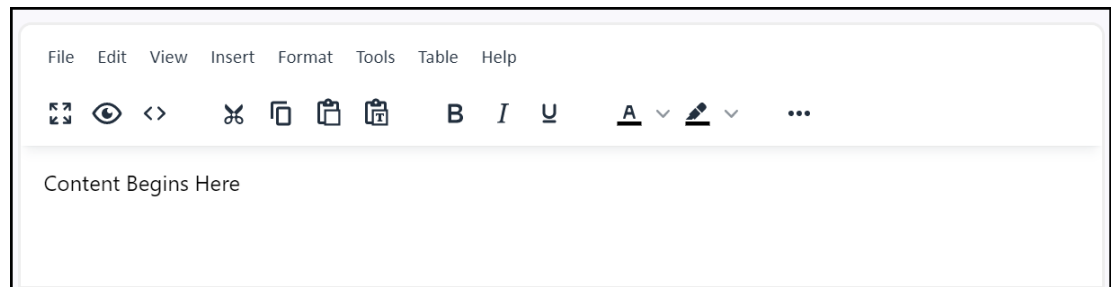 File Edit View Insert Format Tools Table Help
B I U A
Content Begins Here